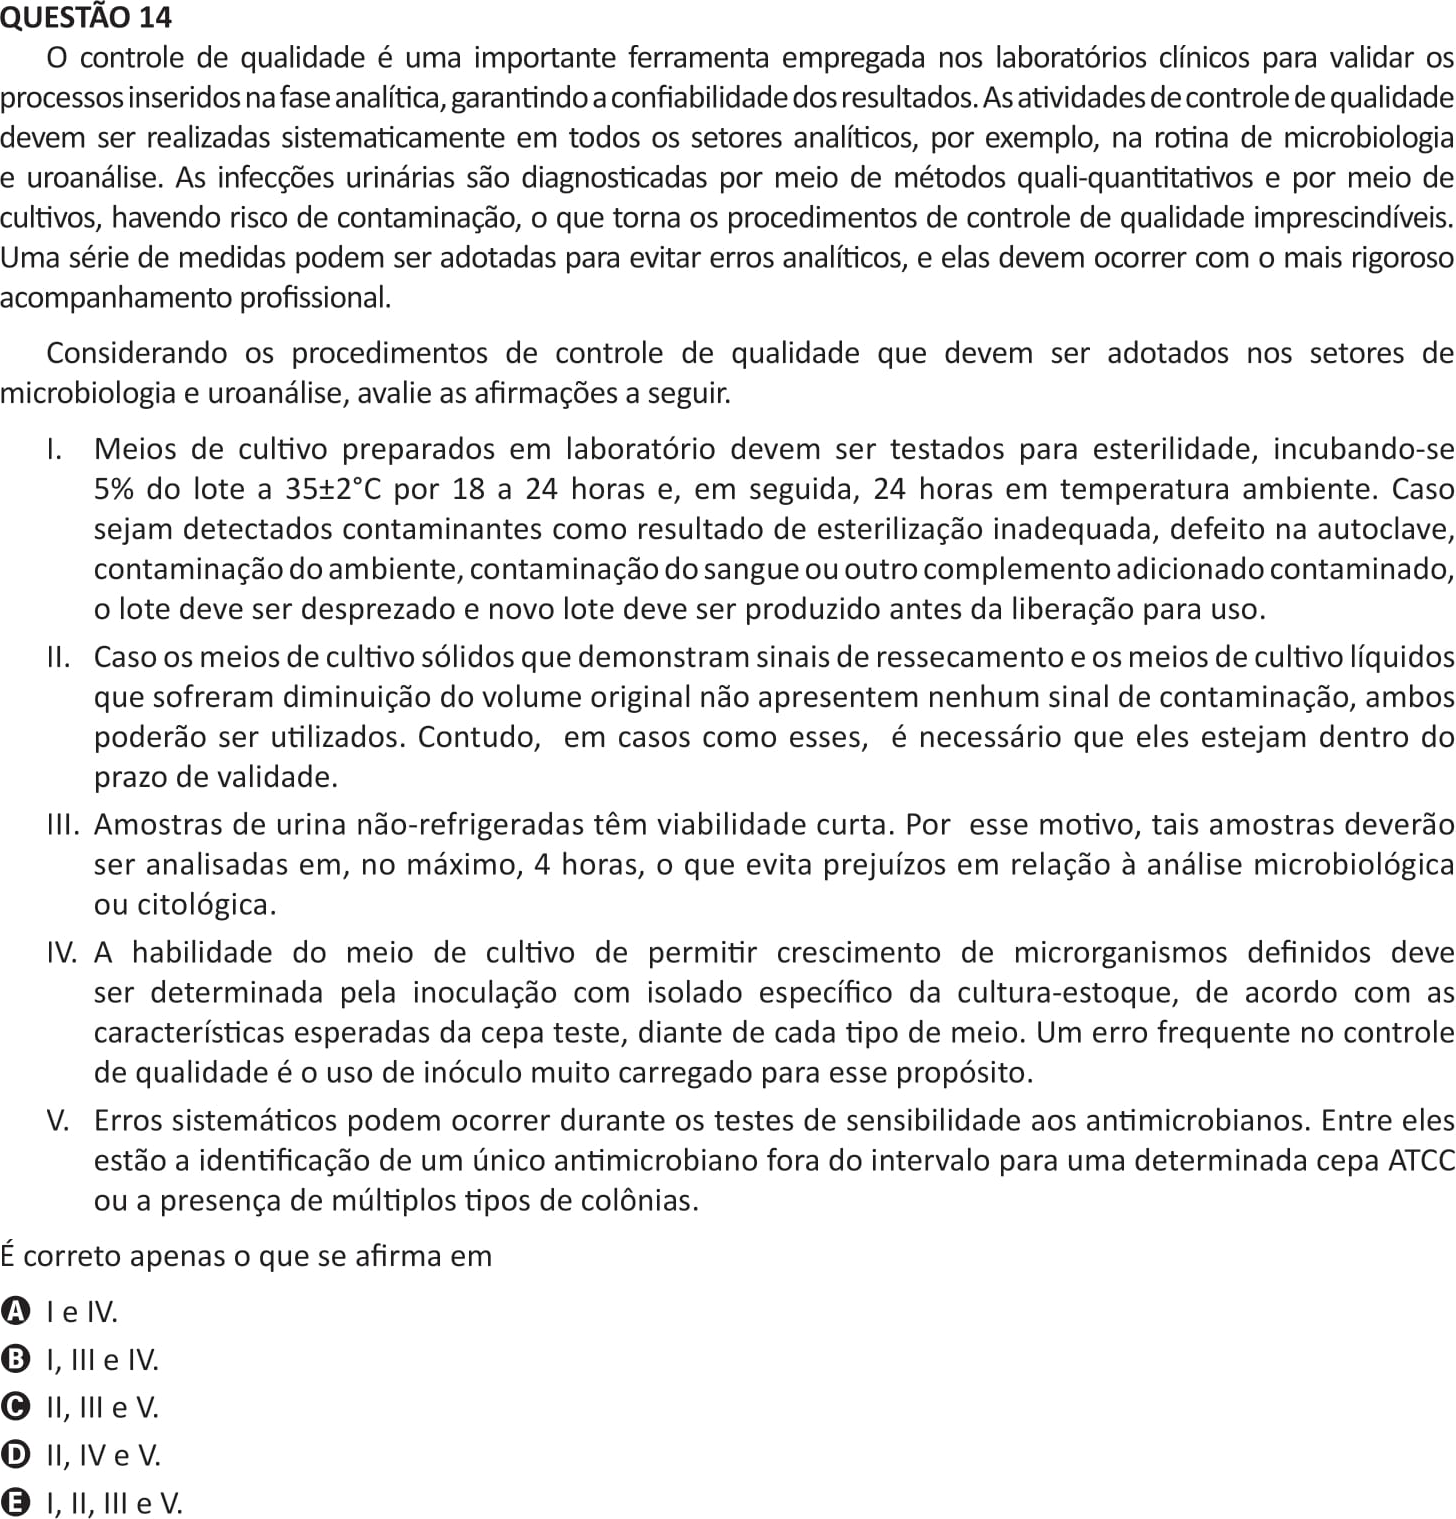 QUESTÃO 14
O controle de qualidade é uma importante ferramenta empregada nos laboratórios clínicos para validar os
processos inseridos na fase analítica, garantindo a confiabilidade dos resultados. As atividades de controle de qualidade
devem ser realizadas sistematicamente em todos os setores analíticos, por exemplo, na rotina de microbiologia
e uroanálise. As infecções urinárias são diagnosticadas por meio de métodos quali-quantitativos e por meio de
cultivos, havendo risco de contaminação, o que torna os procedimentos de controle de qualidade imprescindíveis.
Uma série de medidas podem ser adotadas para evitar erros analíticos, e elas devem ocorrer com o mais rigoroso
acompanhamento profissional.
Considerando os procedimentos de controle de qualidade que devem ser adotados nos setores de
microbiologia e uroanálise, avalie as afirmações a seguir.
I. Meios de cultivo preparados em laboratório devem ser testados para esterilidade, incubando-se
5% do lote a 35±2°C por 18 a 24 horas e, em seguida, 24 horas em temperatura ambiente. Caso
sejam detectados contaminantes como resultado de esterilização inadequada, defeito na autoclave,
contaminação do ambiente, contaminação do sangue ou outro complemento adicionado contaminado,
o lote deve ser desprezado e novo lote deve ser produzido antes da liberação para uso.
II. Caso os meios de cultivo sólidos que demonstram sinais de ressecamento e os meios de cultivo líquidos
que sofreram diminuição do volume original não apresentem nenhum sinal de contaminação, ambos
poderão ser utilizados. Contudo, em casos como esses, é necessário que eles estejam dentro do
prazo de validade.
III. Amostras de urina não-refrigeradas têm viabilidade curta. Por esse motivo, tais amostras deverão
ser analisadas em, no máximo, 4 horas, o que evita prejuízos em relação à análise microbiológica
ou citológica.
IV. A habilidade do meio de cultivo de permitir crescimento de microrganismos definidos deve
ser determinada pela inoculação com isolado específico da cultura-estoque, de acordo com as
características esperadas da cepa teste, diante de cada tipo de meio. Um erro frequente no controle
de qualidade é o uso de inóculo muito carregado para esse propósito.
V. Erros sistemáticos podem ocorrer durante os testes de sensibilidade aos antimicrobianos. Entre eles
estão a identificação de um único antimicrobiano fora do intervalo para uma determinada cepa ATCC
ou a presença de múltiplos tipos de colônias.
É correto apenas o que se afirma em
A I e IV.
B I, III e IV.
C II, III e V.
D II, IV e V.
E I, II, III e V.